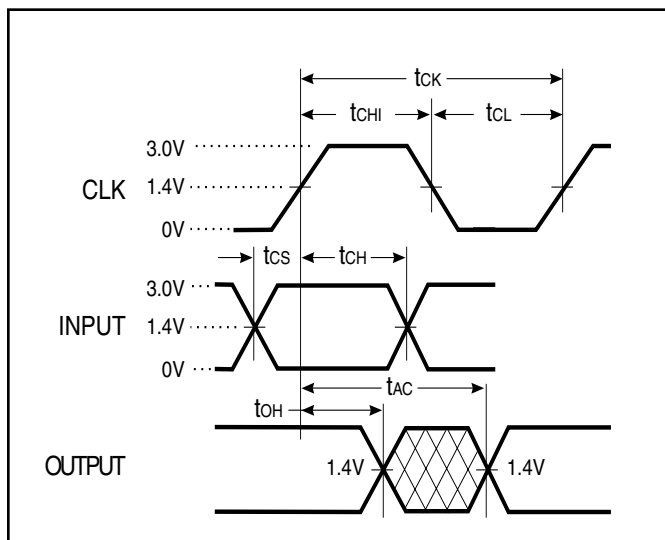 tCK
tCHI tCL
3.0V
CLK 1.4V
0V
tCS tCH
3.0V
INPUT 1.4V
0V
tAC
tOH
OUTPUT 1.4V 1.4V